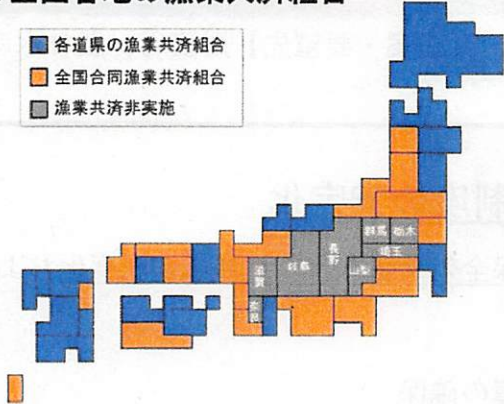 全国各地の漁業共済組合
各道県の漁業共済組合
全国合同漁業共済組合
漁業共済非実施
群馬
栃木
埼玉
長野
山梨
岐阜
滋賀
奈良